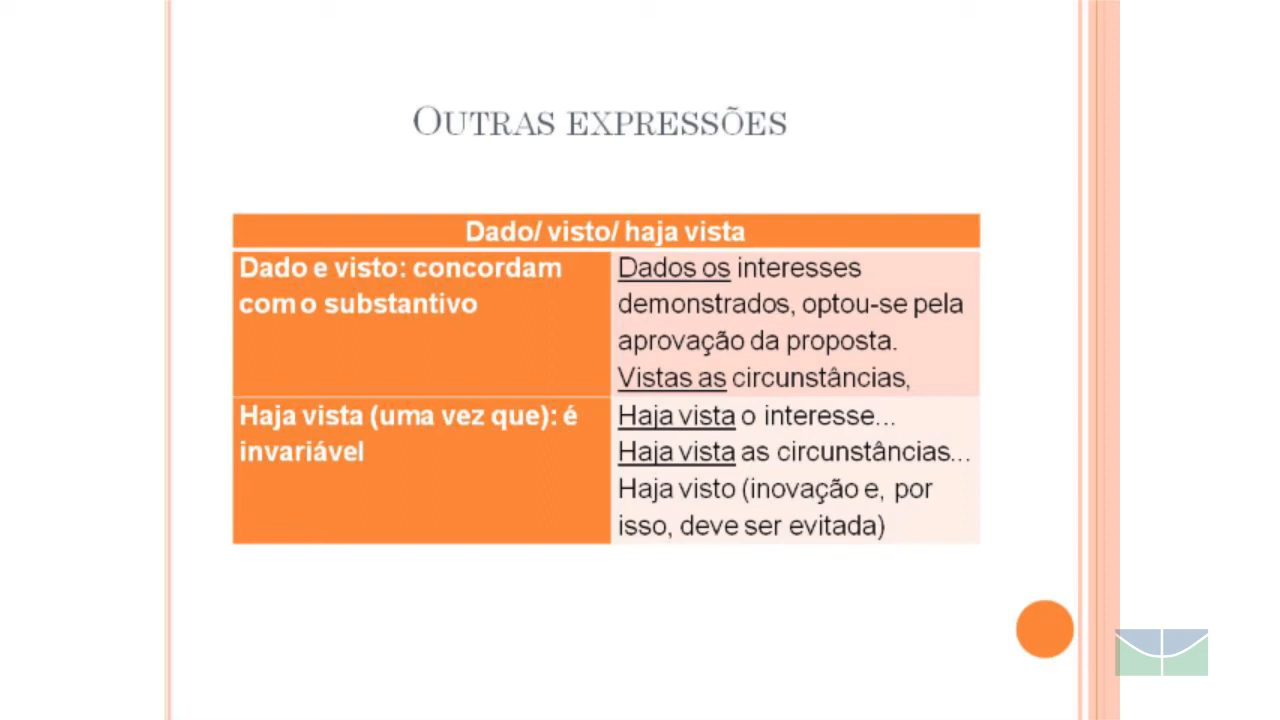 OUTRAS EXPRESSÕES
Dado/ visto/ haja vista
Dado e visto: concordam
com o substantivo
Dados os interesses
demonstrados, optou-se pela
aprovação da proposta.
Vistas as circunstâncias,
Haja vista (uma vez que): é
invariável
Haja vista o interesse...
Haja vista as circunstâncias...
Haja visto (inovação e, por
isso, deve ser evitada)